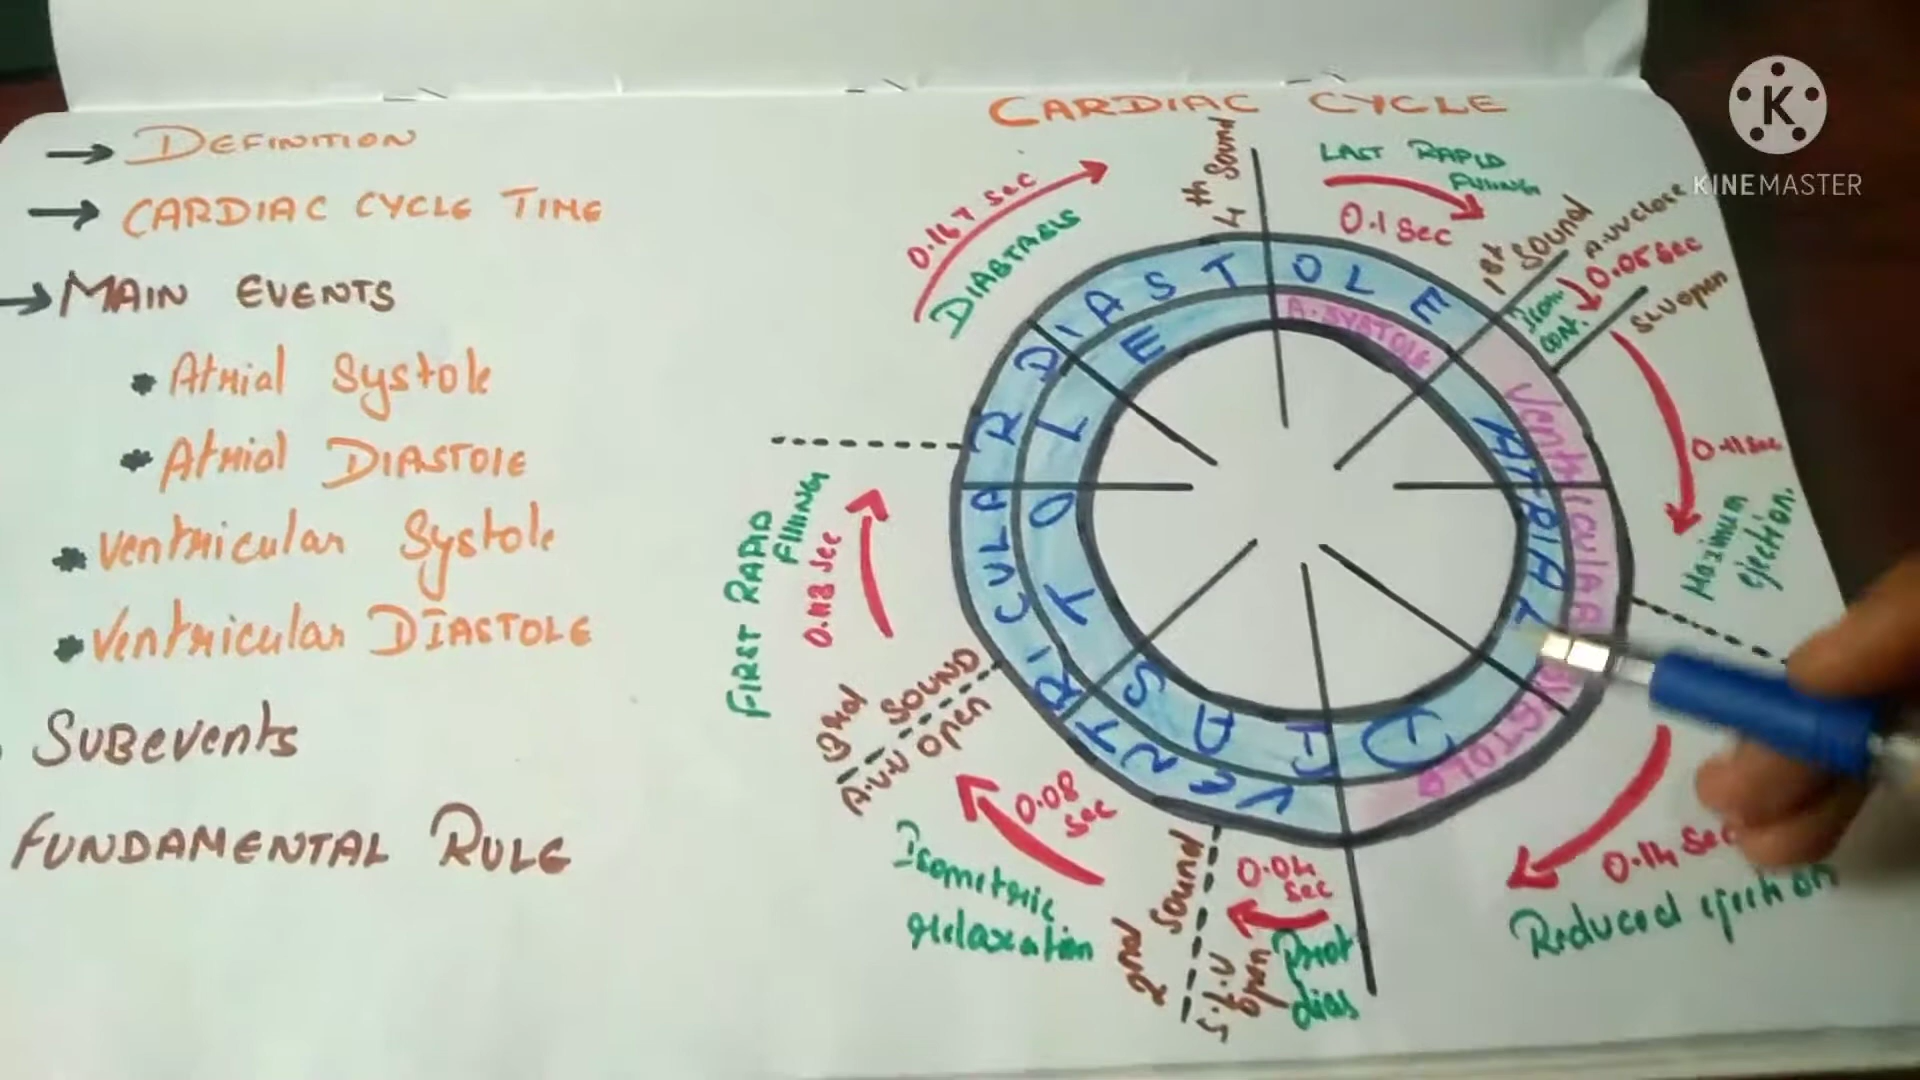 DEFINITION
CARDIAC CYCLE TIME
MAIN EVENTS
Atrial Systole
Atrial DIASTOLE
Ventricular Systole
Ventricular DIASTOLE
SUBEVENTS
FUNDAMENTAL RULE
CARDIAC CYCLE
K
KINEMASTER
4th Sound
LAST RAPID
FILLING
0.1 Sec
1st
SOUND
A.VV close
0.05 sec
SLV open
cont.
0.11 Sec
Maximum
ejection.
0.14 Sec
Reduced ejection
0.04
sec
Prot
dias
2nd Sound
S.L.V
open
0.08
sec
Isometric
relaxation
3rd SOUND
A.V.V open
FIRST RAPID
FILLING
0.113 Sec
0.167 Sec
VENTRICULAR DIASTOLE
A.SYSTOLE
Ventricular SYSTOLE
ATRIAL
DIASTOLE